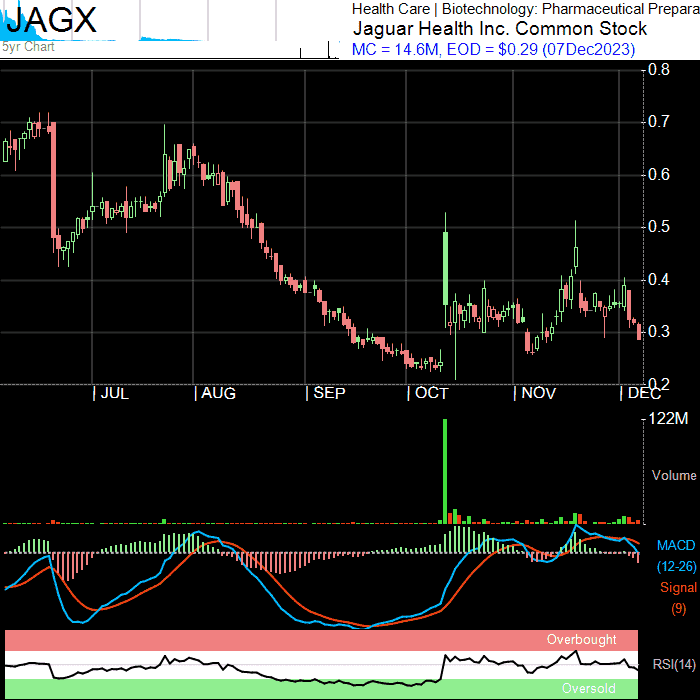 JAGX
5yr Chart
Health Care | Biotechnology: Pharmaceutical Prepara
Jaguar Health Inc. Common Stock
MC = 14.6M, EOD = $0.29 (07Dec2023)
0.8
0.7
0.6
0.5
0.4
0.3
0.2
JUL
AUG
SEP
OCT
NOV
DEC
122M
Volume
MACD
(12-26)
Signal
(9)
Overbought
RSI(14)
Oversold